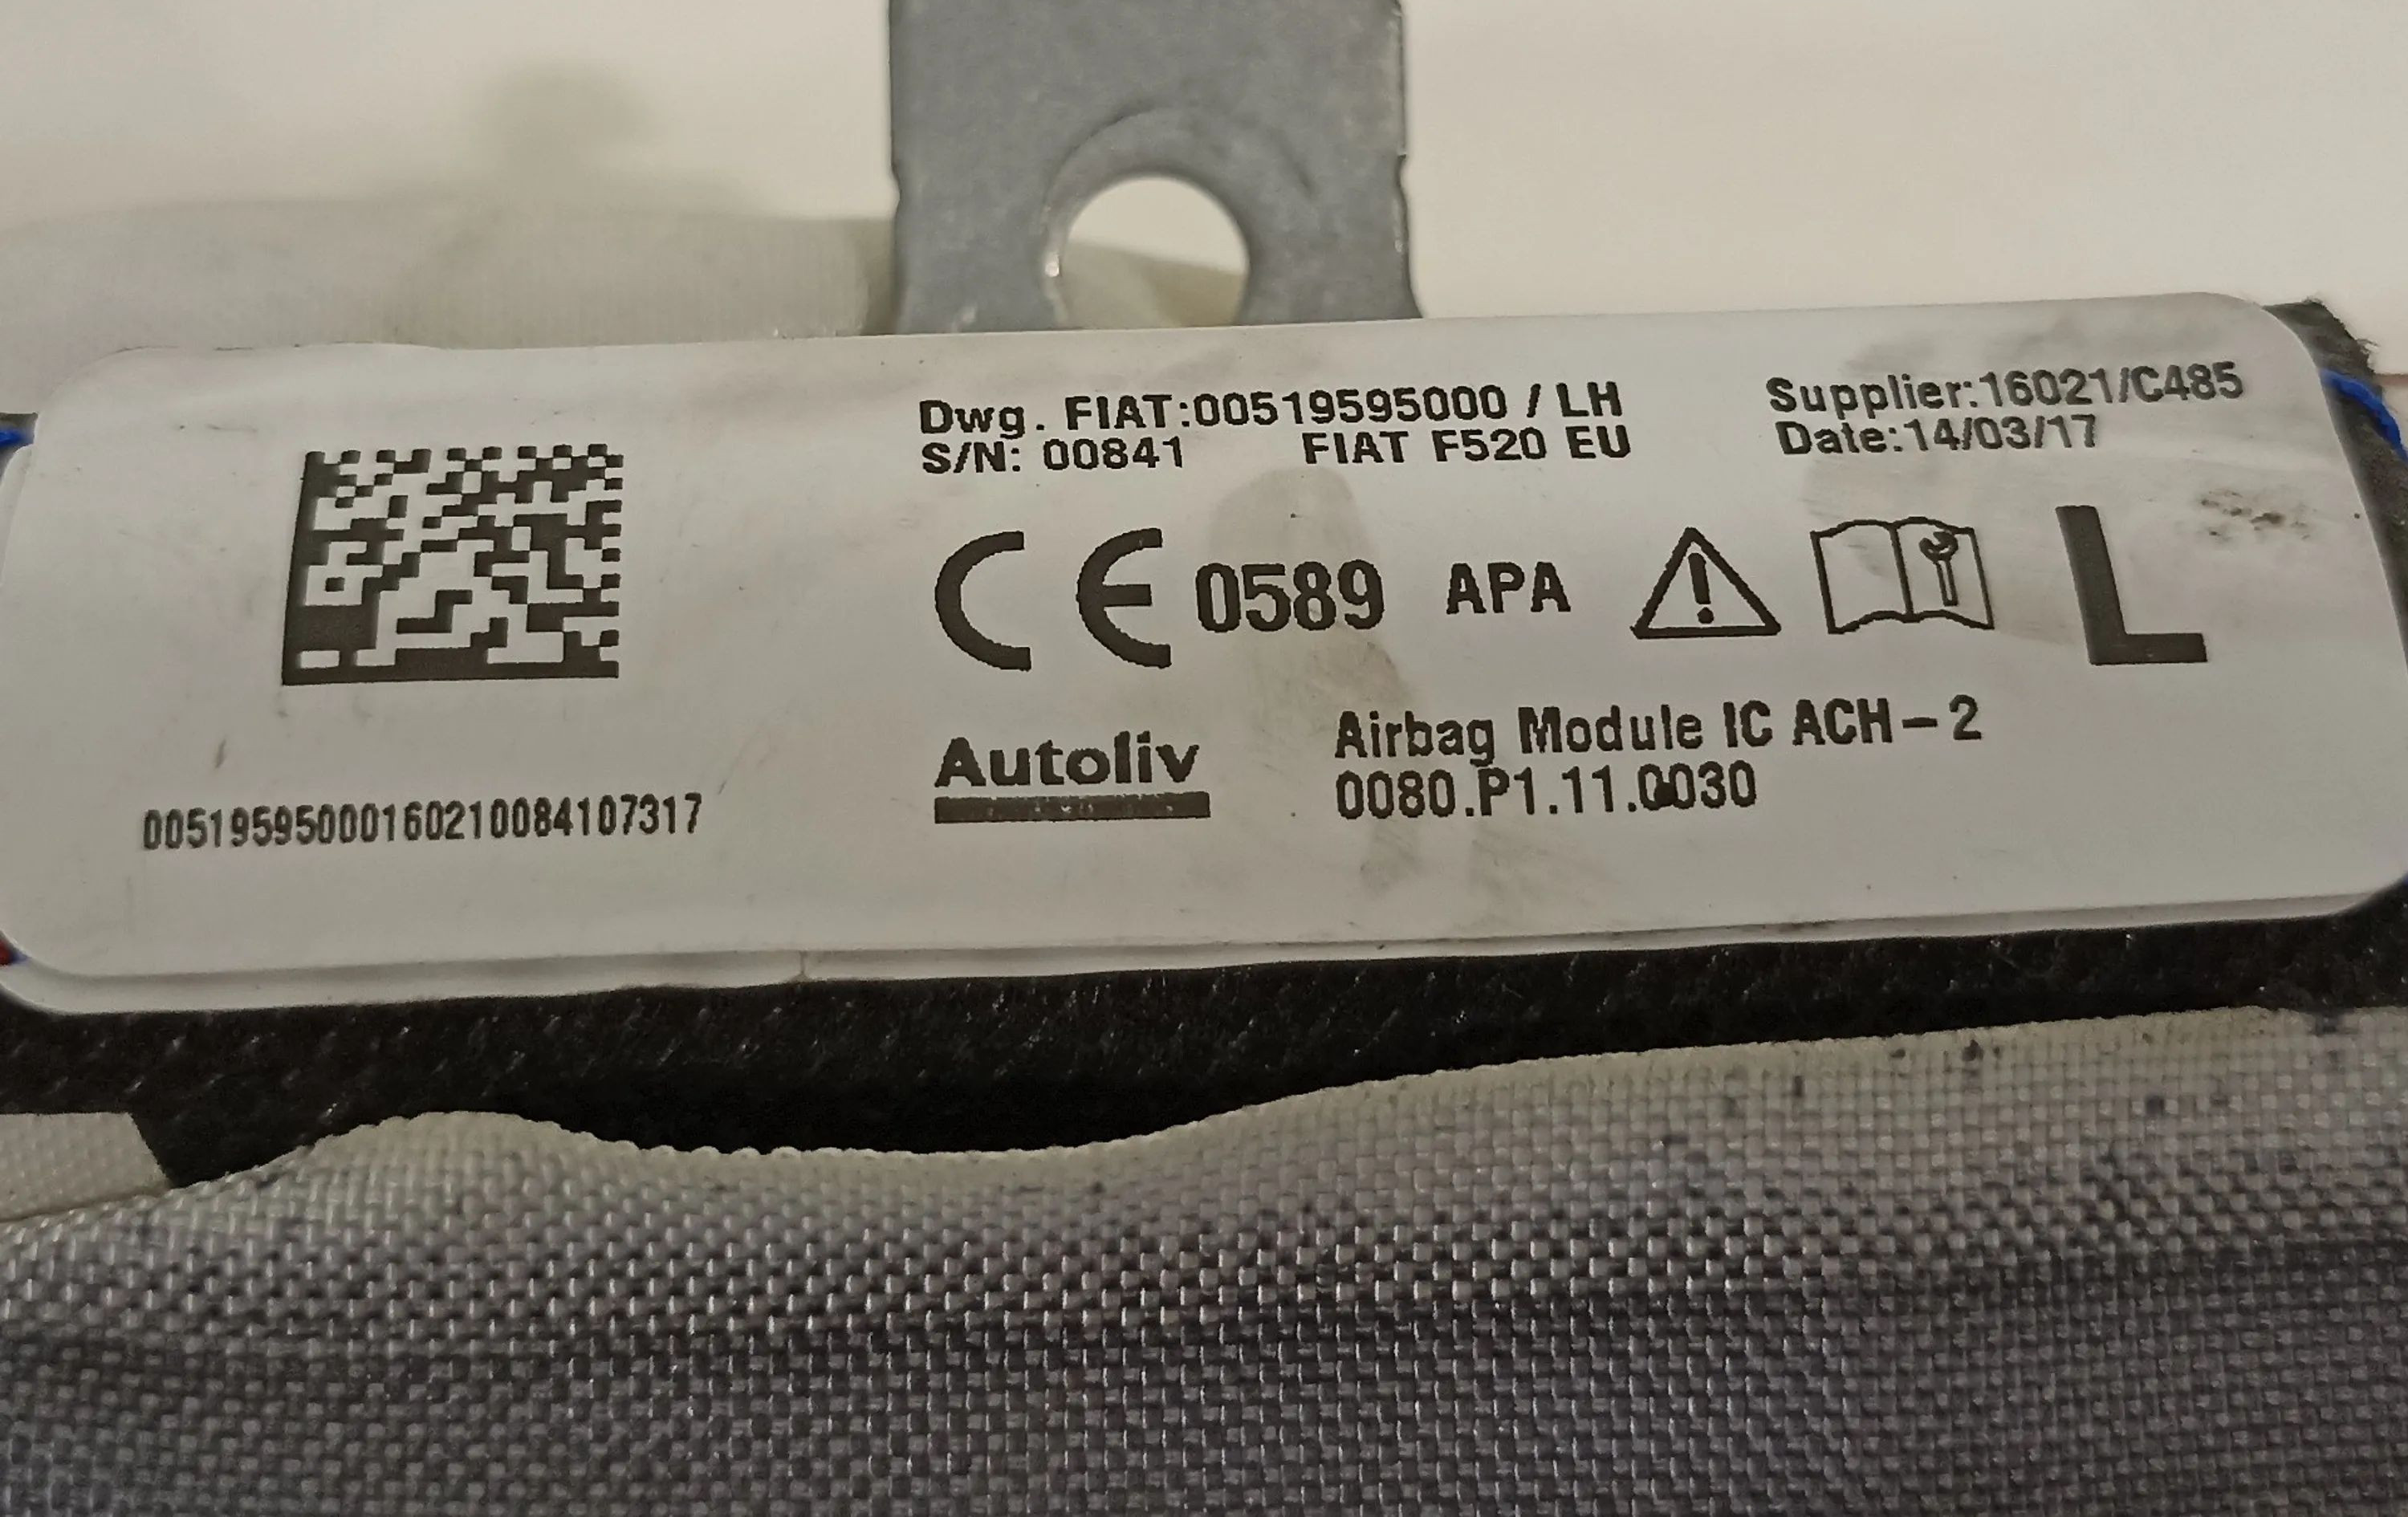 Dwg. FIAT:00519595000 / LH
S/N: 00841 FIAT F520 EU
Supplier:16021/C485
Date:14/03/17
CE 0589 APA
L
Autoliv
Airbag Module IC ACH-2
0080.P1.11.0030
00519595000160210084107317